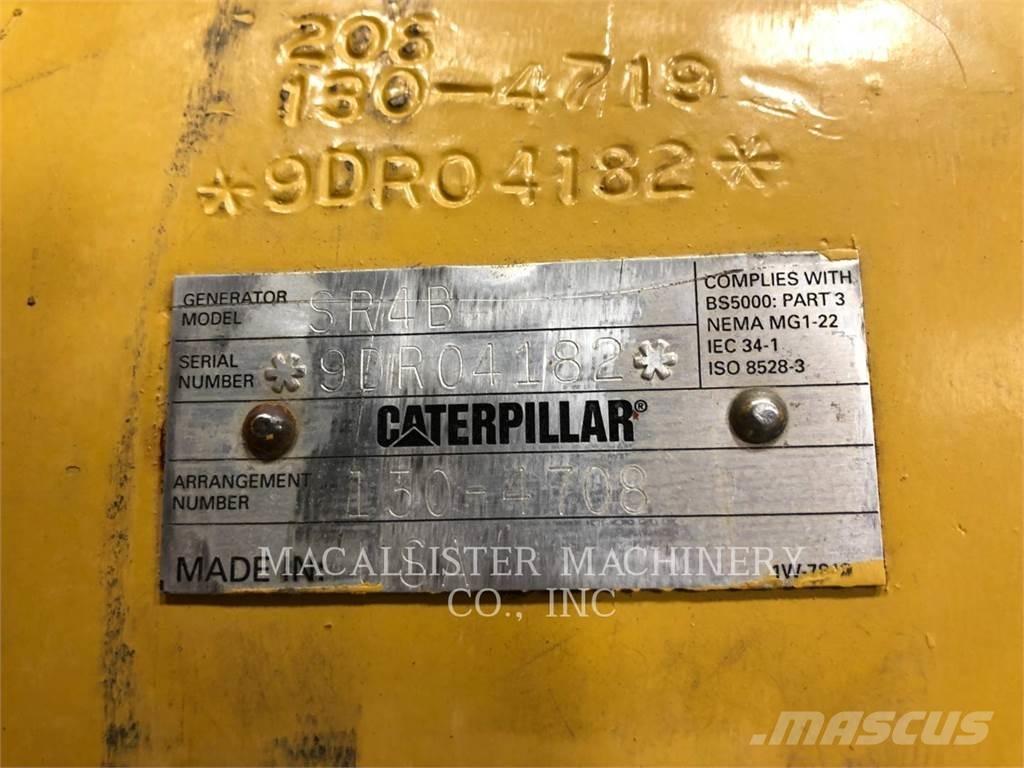 130-4719
*9DR04182*
GENERATOR MODEL SR4B
SERIAL NUMBER *9DR04182*
COMPLIES WITH
BS5000: PART 3
NEMA MG1-22
IEC 34-1
ISO 8528-3
CATERPILLAR®
ARRANGEMENT NUMBER 130-4708
MADE IN:
MACALLISTER MACHINERY
CO., INC
MASCUS